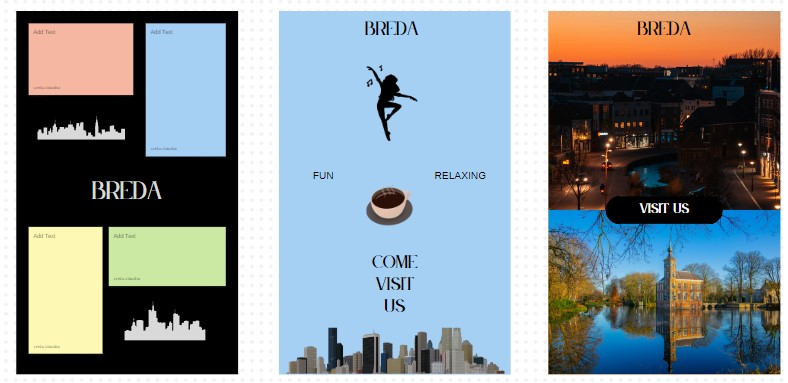 Add Text
Add Text
BREDA
Add Text
Add Text
BREDA
FUN
RELAXING
COME
VISIT
US
BREDA
VISIT US